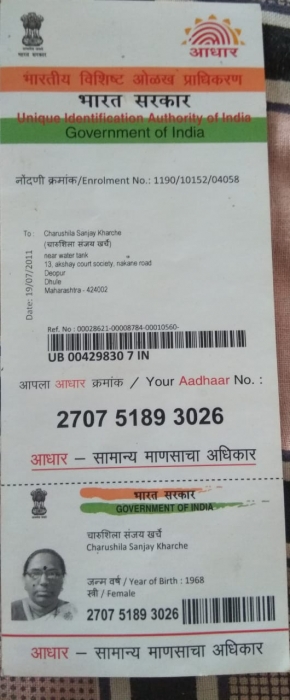 आधार
भारतीय विशिष्ट ओळख प्राधिकरण
भारत सरकार
Unique Identification Authority of India
Government of India
नोंदणी क्रमांक/Enrolment No.: 1190/10152/04058
To :
Charushila Sanjay Kharche
(चारुशिला संजय खर्चे)
near water tank
13, akshay court society, nakane road
Deopur
Dhule
Maharashtra - 424002
Date: 19/07/2011
Ref. No : 00028621-00008784-00010560-
UB 00429830 7 IN
आपला आधार क्रमांक / Your Aadhaar No. :
2707 5189 3026
आधार – सामान्य माणसाचा अधिकार
भारत सरकार
GOVERNMENT OF INDIA
चारुशिला संजय खर्चे
Charushila Sanjay Kharche
जन्म वर्ष / Year of Birth : 1968
स्त्री / Female
2707 5189 3026
आधार – सामान्य माणसाचा अधिकार